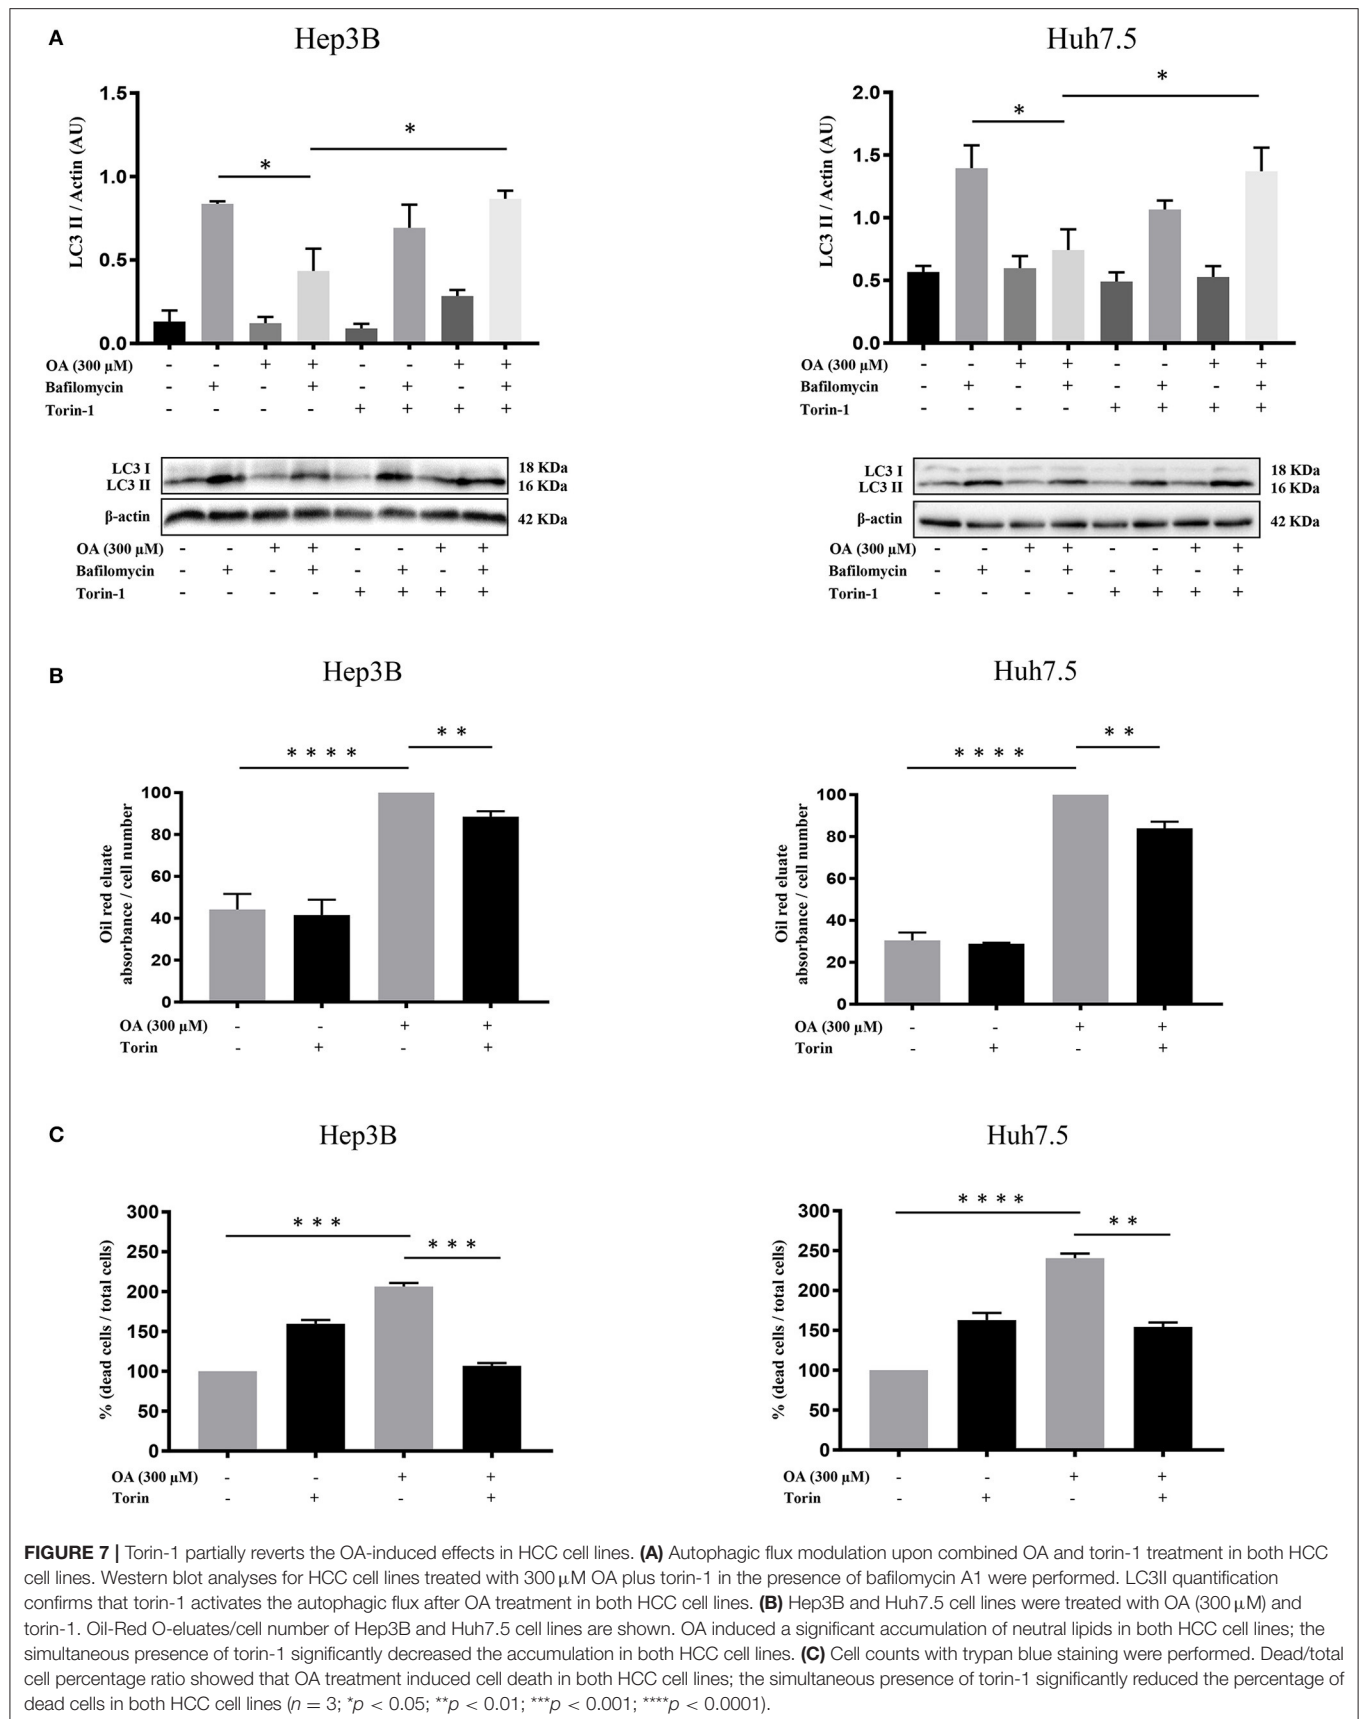 A
Hep3B
Huh7.5
LC3 II / Actin (AU)
1.5
1.0
0.5
0.0
*
*
OA (300 µM) - - + + - - + +
Bafilomycin - + - + - + - +
Torin-1 - - - - + + + +
LC3 II / Actin (AU)
2.0
1.5
1.0
0.5
0.0
*
*
OA (300 µM) - - + + - - + +
Bafilomycin - + - + - + - +
Torin-1 - - - - + + + +
LC3 I
LC3 II
18 KDa
16 KDa
β-actin
42 KDa
OA (300 µM) - - + + - - + +
Bafilomycin - + - + - + - +
Torin-1 - - - - + + + +
LC3 I
LC3 II
18 KDa
16 KDa
β-actin
42 KDa
OA (300 µM) - - + + - - + +
Bafilomycin - + - + - + - +
Torin-1 - - - - + + + +
B
Hep3B
Huh7.5
Oil red eluate
absorbance / cell number
100
80
60
40
20
0
* * * *
* *
OA (300 µM) - - + +
Torin - + - +
Oil red eluate
absorbance / cell number
100
80
60
40
20
0
* * * *
* *
OA (300 µM) - - + +
Torin - + - +
C
Hep3B
Huh7.5
% (dead cells / total cells)
300
250
200
150
100
50
0
* * *
* * *
OA (300 µM) - - + +
Torin - + - +
% (dead cells / total cells)
300
250
200
150
100
50
0
* * * *
* *
OA (300 µM) - - + +
Torin - + - +
FIGURE 7 | Torin-1 partially reverts the OA-induced effects in HCC cell lines. (A) Autophagic flux modulation upon combined OA and torin-1 treatment in both HCC
cell lines. Western blot analyses for HCC cell lines treated with 300 µM OA plus torin-1 in the presence of bafilomycin A1 were performed. LC3II quantification
confirms that torin-1 activates the autophagic flux after OA treatment in both HCC cell lines. (B) Hep3B and Huh7.5 cell lines were treated with OA (300 µM) and
torin-1. Oil-Red O-eluates/cell number of Hep3B and Huh7.5 cell lines are shown. OA induced a significant accumulation of neutral lipids in both HCC cell lines; the
simultaneous presence of torin-1 significantly decreased the accumulation in both HCC cell lines. (C) Cell counts with trypan blue staining were performed. Dead/total
cell percentage ratio showed that OA treatment induced cell death in both HCC cell lines; the simultaneous presence of torin-1 significantly reduced the percentage of
dead cells in both HCC cell lines (n = 3; *p < 0.05; **p < 0.01; ***p < 0.001; ****p < 0.0001).